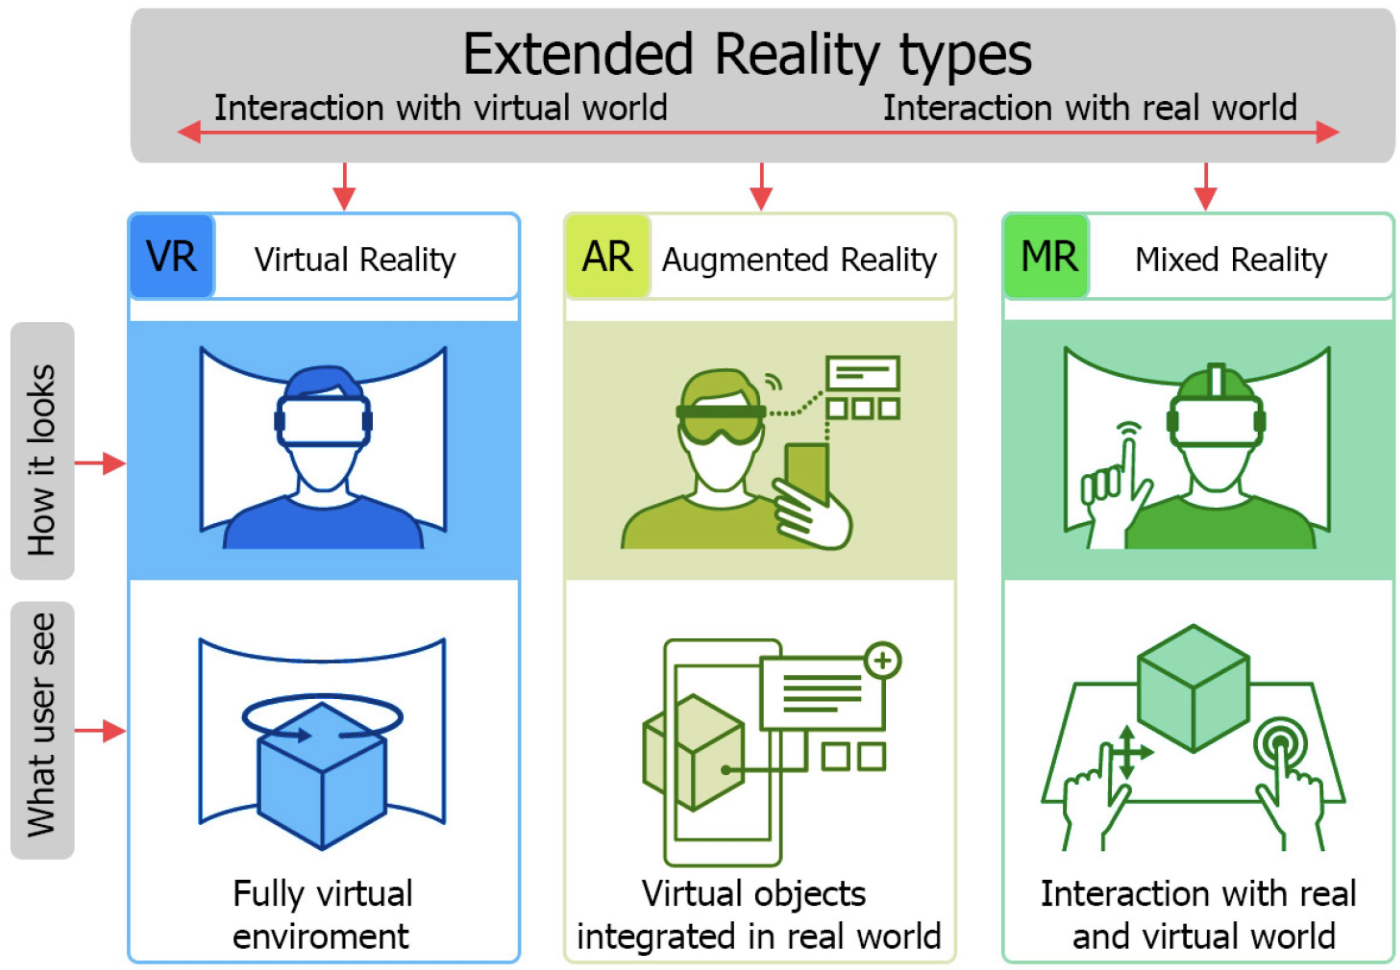 Extended Reality types
Interaction with virtual world
Interaction with real world
VR
Virtual Reality
AR
Augmented Reality
MR
Mixed Reality
How it looks
What user see
Fully virtual
enviroment
Virtual objects
integrated in real world
Interaction with real
and virtual world